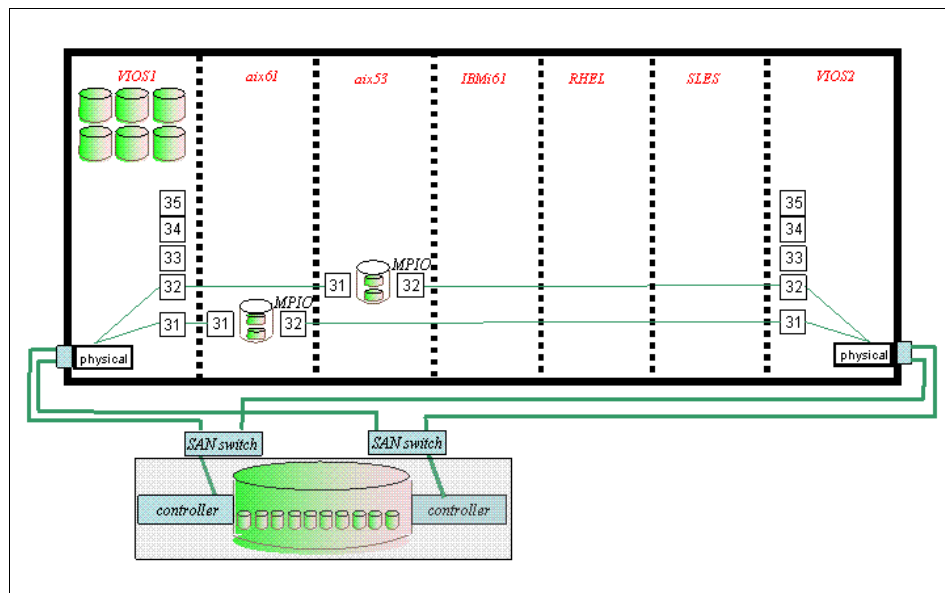 VIOS1 aix61 aix53 IBMi61 RHEL SLES VIOS2
35 35
34 34
33 33
MPIO
32 31 32 32
MPIO
31 31 32 31
physical physical
SAN switch SAN switch
controller controller